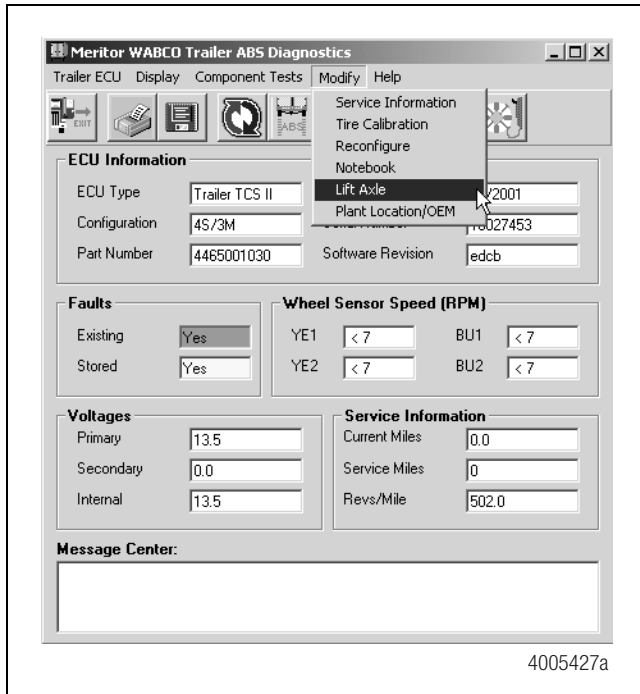 Meritor WABCO Trailer ABS Diagnostics
Trailer ECU Display Component Tests Modify Help
EXIT ABS
Service Information
Tire Calibration
Reconfigure
Notebook
Lift Axle
Plant Location/OEM
ECU Information
ECU Type Trailer TCS II /2001
Configuration 4S/3M
Part Number 4465001030 Software Revision edcb
Faults Wheel Sensor Speed (RPM)
Existing Yes YE1 < 7 BU1 < 7
Stored Yes YE2 < 7 BU2 < 7
Voltages Service Information
Primary 13.5 Current Miles 0.0
Secondary 0.0 Service Miles 0
Internal 13.5 Revs/Mile 502.0
Message Center:
4005427a